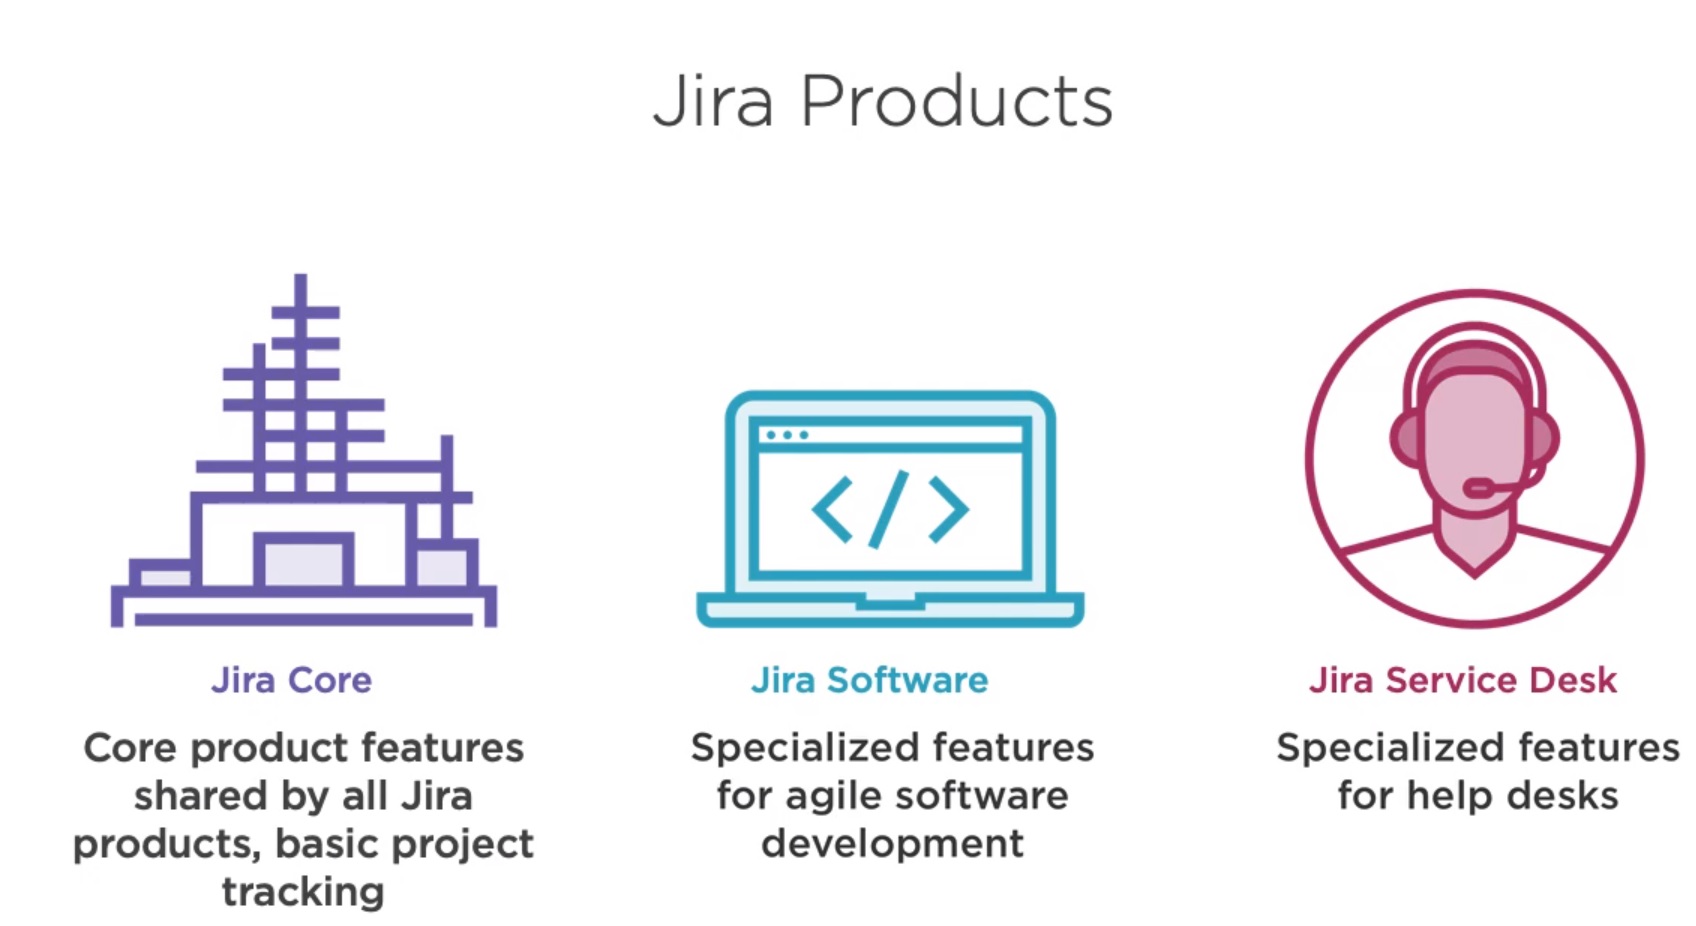 Jira Products
</>
Jira Core
Core product features
shared by all Jira
products, basic project
tracking
Jira Software
Specialized features
for agile software
development
Jira Service Desk
Specialized features
for help desks